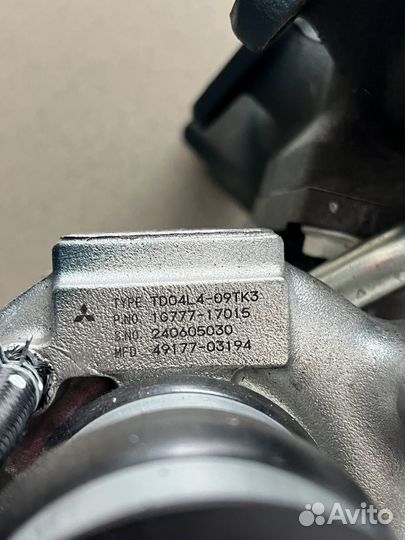 TYPE TD04L4-09TK3
P.NO. 1G777-17015
S.NO. 240605030
MFD. 49177-03194
Avito